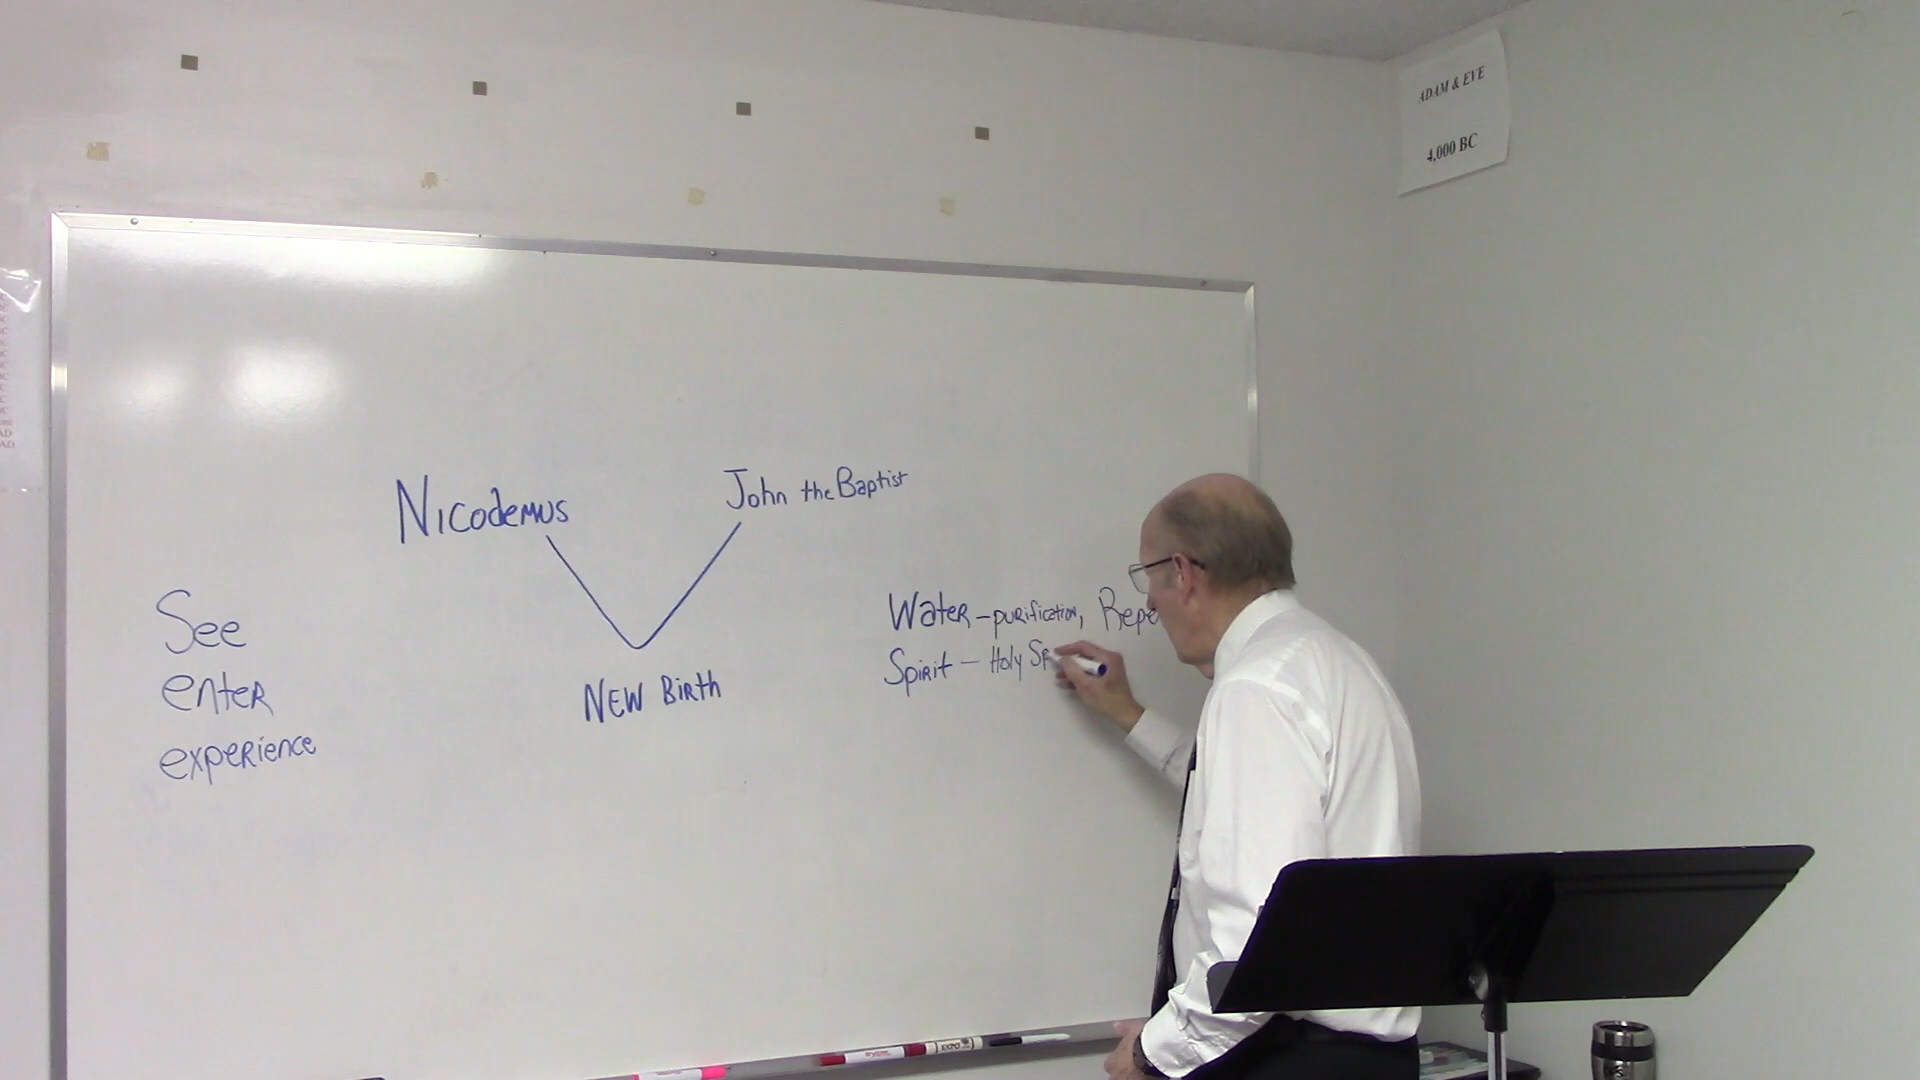 ADAM & EVE
4,000 BC
Nicodemus
John the Baptist
See
enter
experience
NEW Birth
Water - purification, Repe
Spirit - Holy Sp
EXPO